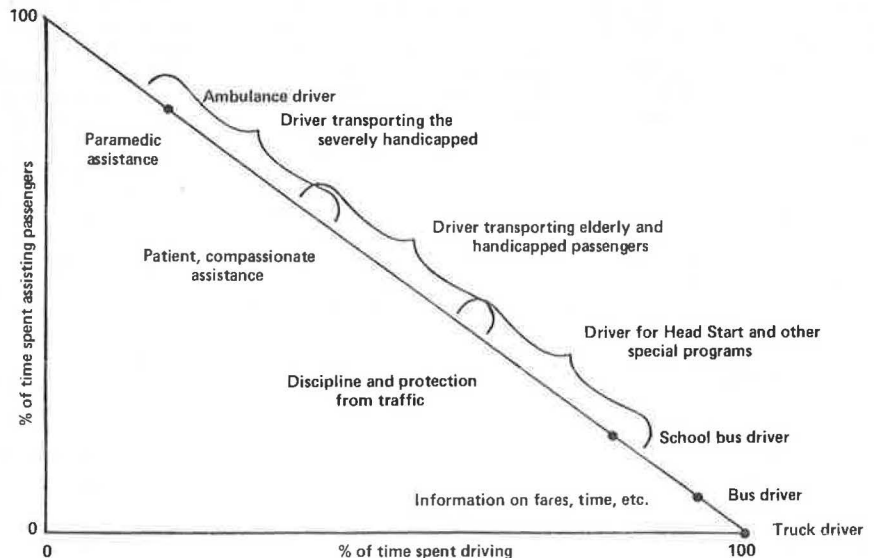 100
Ambulance driver
Driver transporting the
severely handicapped
Paramedic
assistance
Driver transporting elderly and
handicapped passengers
Patient, compassionate
assistance
% of time spent assisting passengers
Driver for Head Start and other
special programs
Discipline and protection
from traffic
School bus driver
Information on fares, time, etc.
Bus driver
0
Truck driver
0
% of time spent driving
100